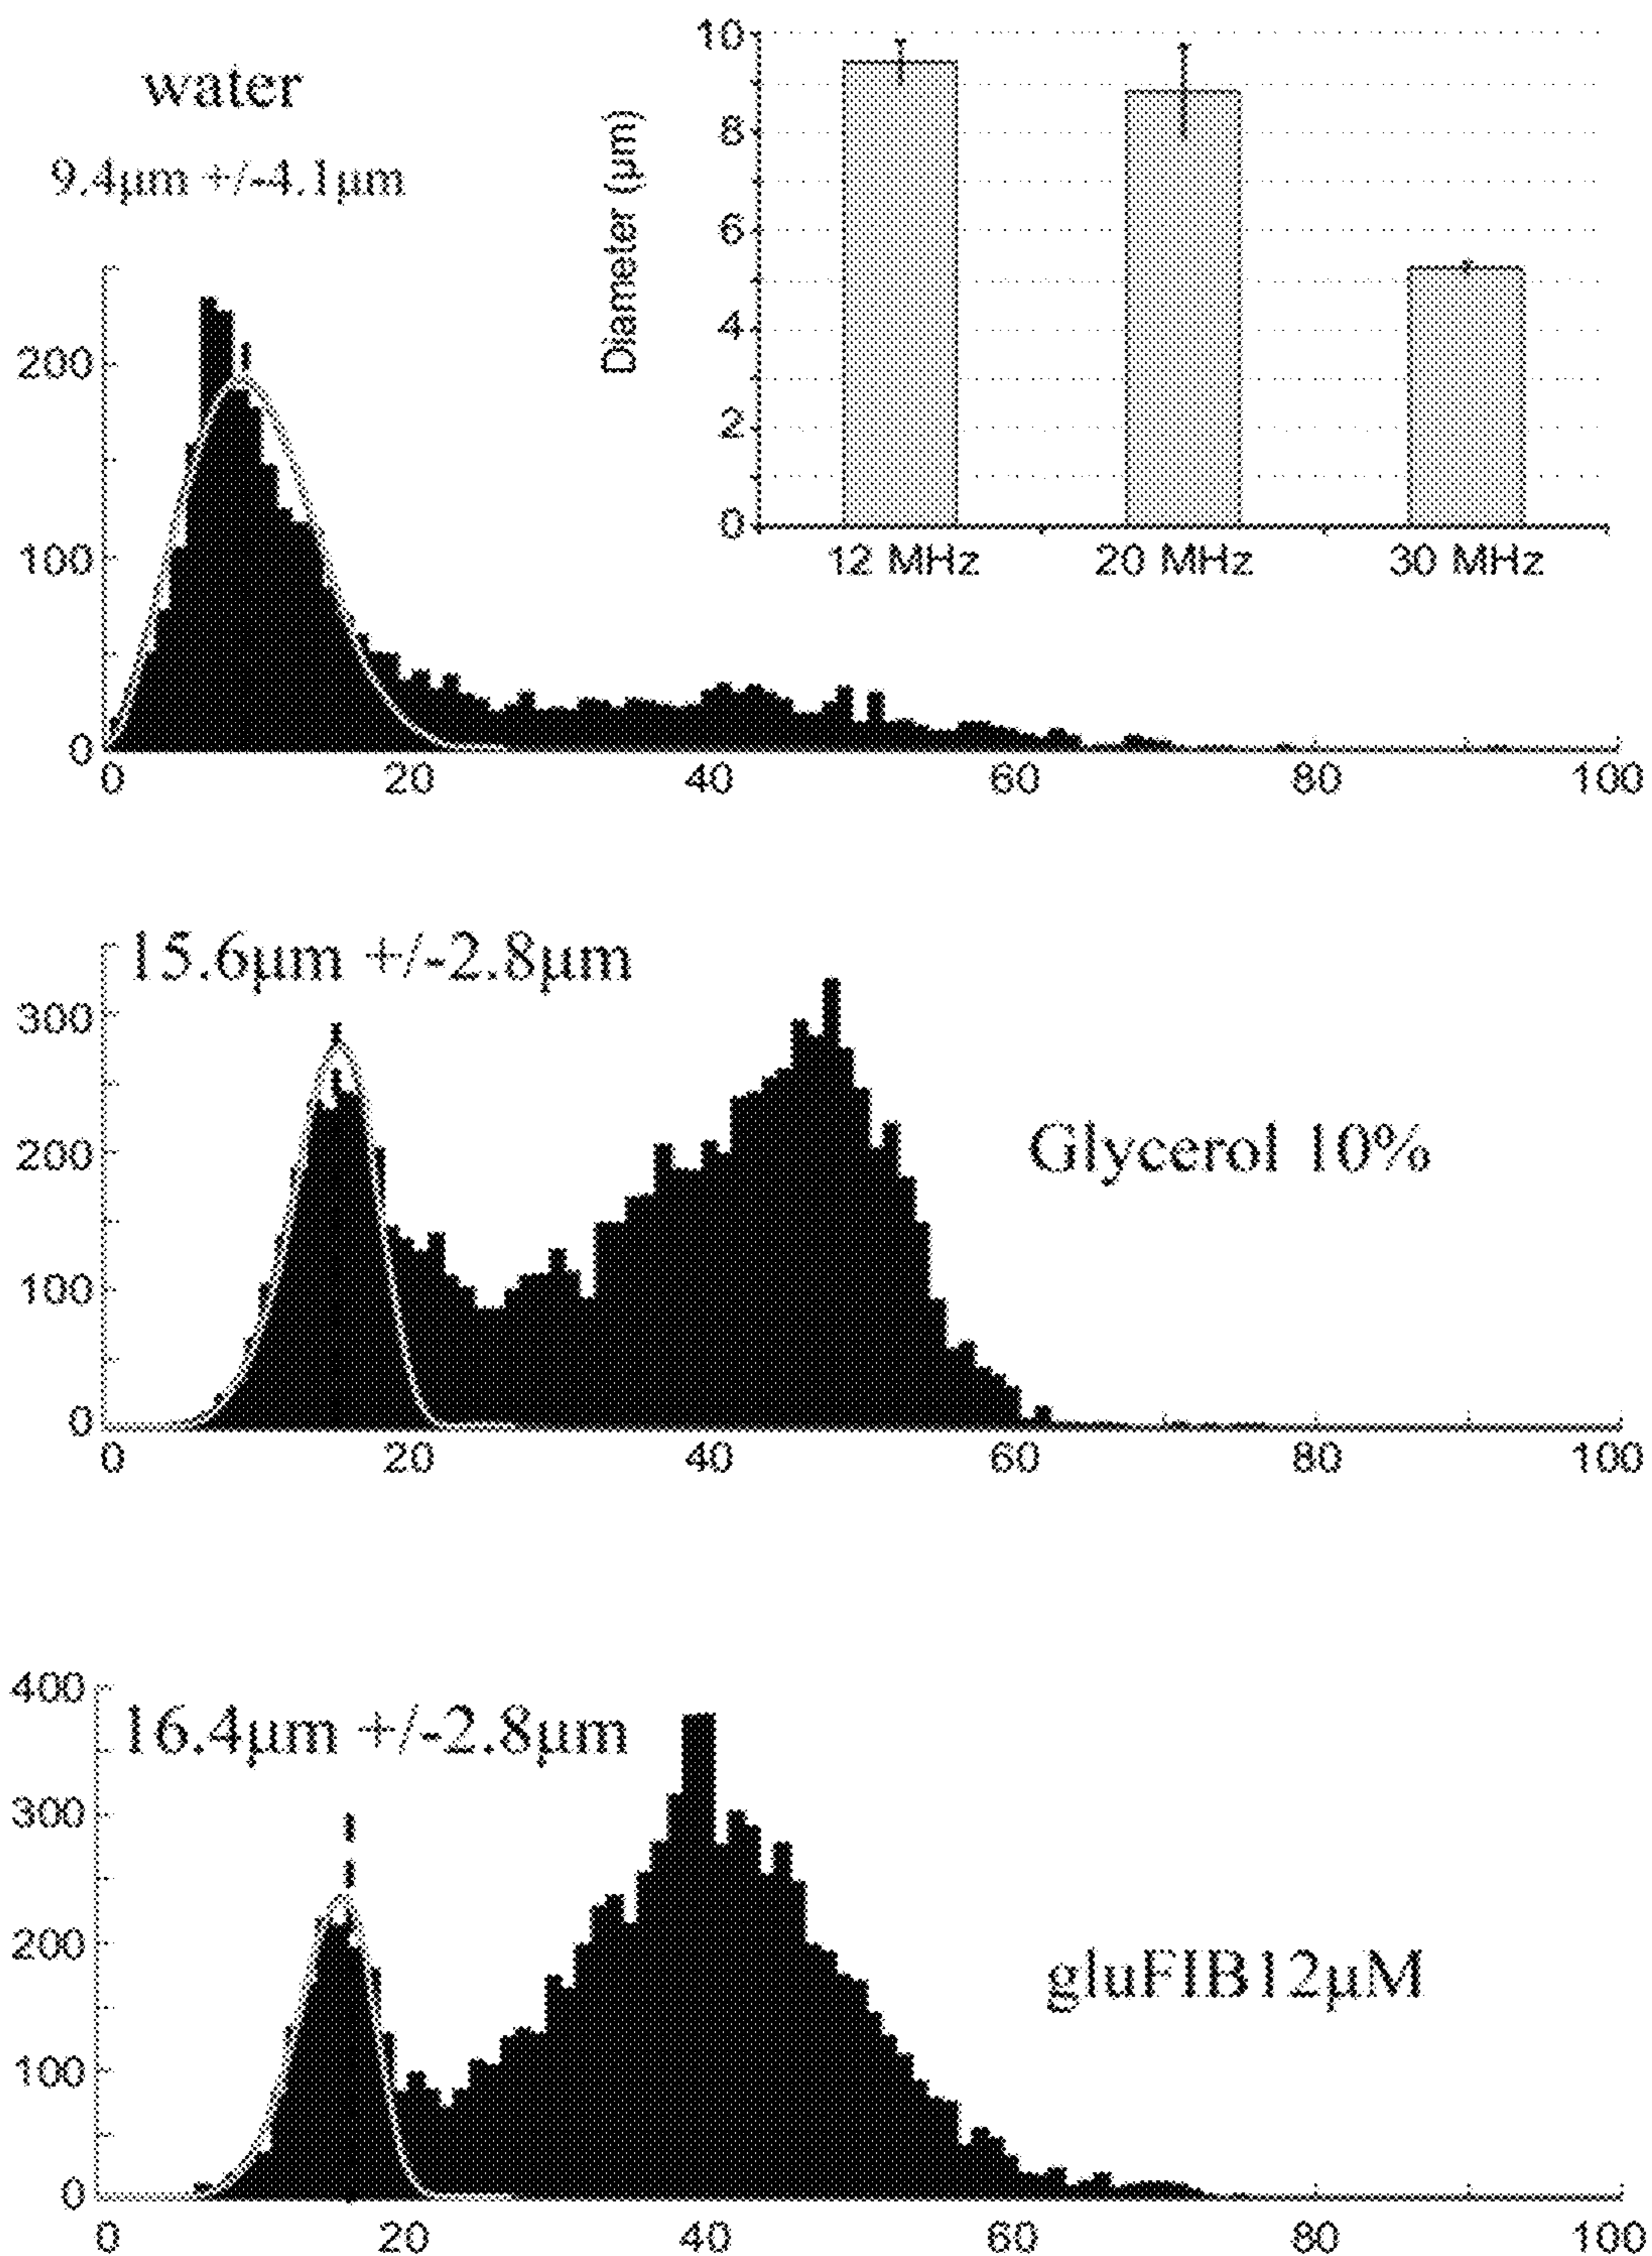 water
9.4µm +/-4.1µm
200
100
0
0 20 40 60 80 100
Diameter (µm)
10
8
6
4
2
0
12 MHz 20 MHz 30 MHz
15.6µm +/-2.8µm
300
200
100
0
Glycerol 10%
0 20 40 60 80 100
400
16.4µm +/-2.8µm
300
200
100
0
gluFIB12µM
0 20 40 60 80 100